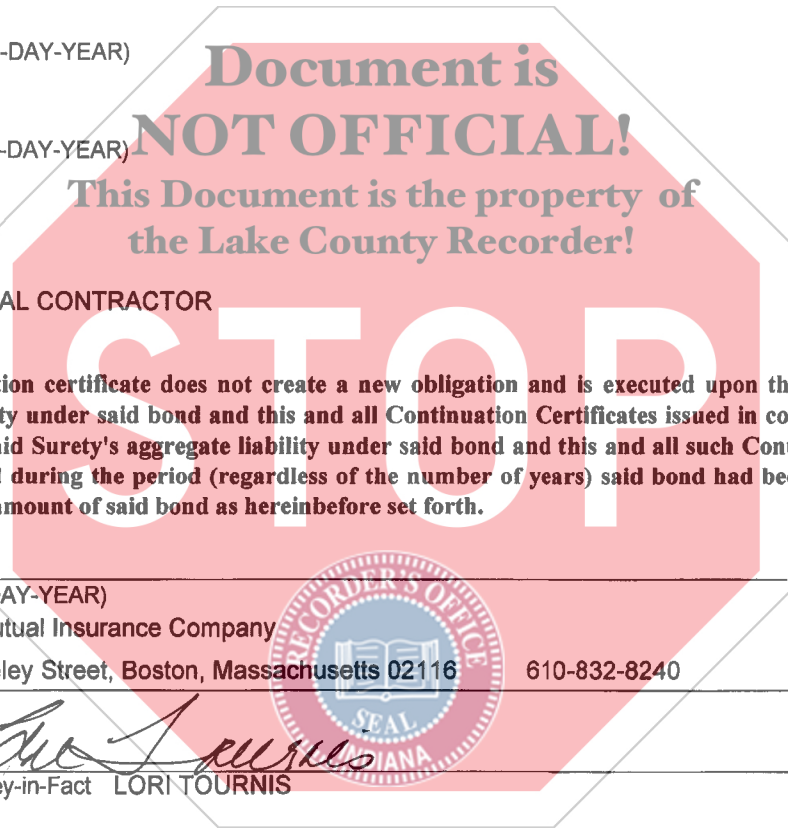 -DAY-YEAR)
Document is
-DAY-YEAR) NOT OFFICIAL!
This Document is the property of
the Lake County Recorder!
AL CONTRACTOR
STOP
tion certificate does not create a new obligation and is executed upon th
ty under said bond and this and all Continuation Certificates issued in co
aid Surety's aggregate liability under said bond and this and all such Cont
d during the period (regardless of the number of years) said bond had bee
amount of said bond as hereinbefore set forth.
AY-YEAR)
utual Insurance Company
ley Street, Boston, Massachusetts 02116 610-832-8240
RECORDER'S OFFICE
SEAL
INDIANA
ey-in-Fact LORI TOURNIS